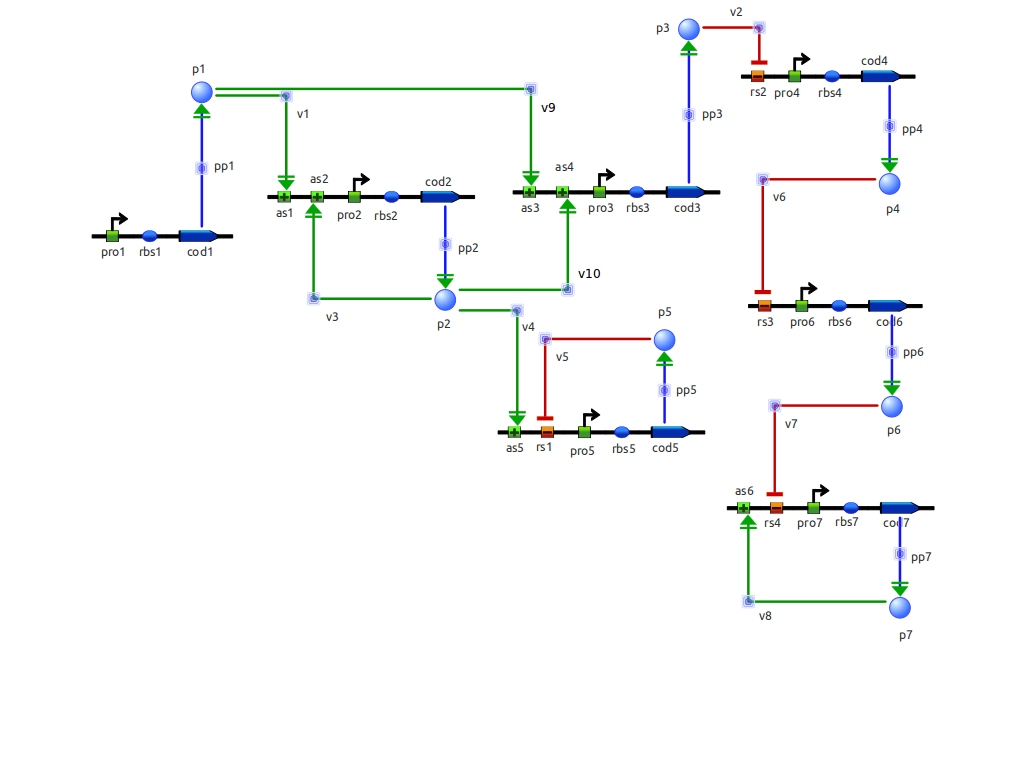 p3
v2
cod4
rs2
pro4
rbs4
p1
v1
v9
pp3
pp4
pp1
as2
cod2
as4
v6
p4
as1
pro2
rbs2
as3
pro3
rbs3
cod3
pro1
rbs1
cod1
pp2
v10
v3
p2
v4
p5
rs3
pro6
rbs6
cod6
v5
pp6
pp5
v7
p6
as5
rs1
pro5
rbs5
cod5
as6
rs4
pro7
rbs7
cod7
pp7
v8
p7